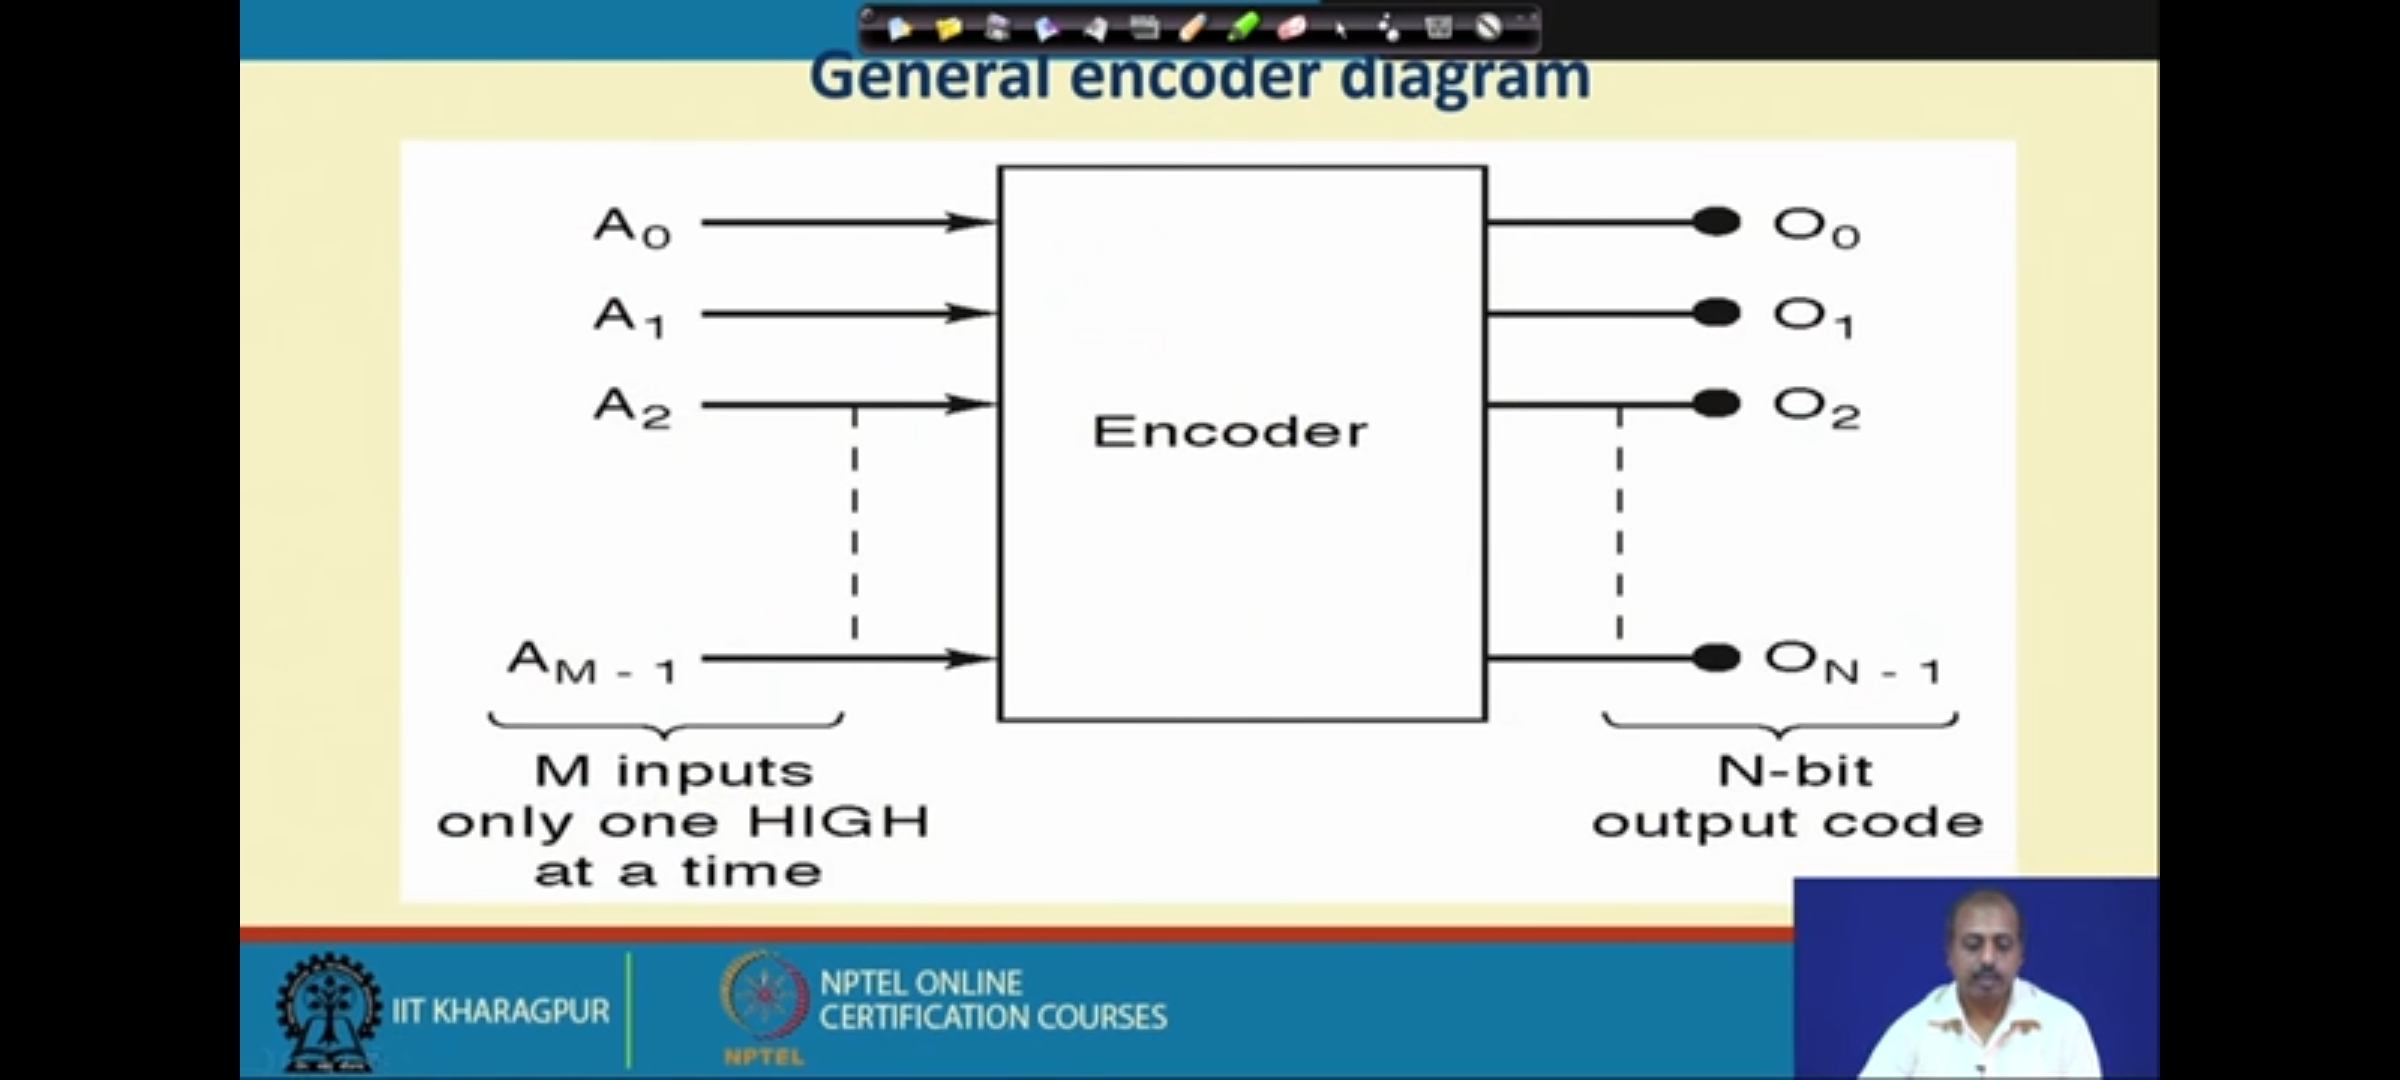 General encoder diagram
A0
A1
A2
AM - 1
Encoder
O0
O1
O2
ON - 1
M inputs
only one HIGH
at a time
N-bit
output code
IIT KHARAGPUR
NPTEL
NPTEL ONLINE
CERTIFICATION COURSES